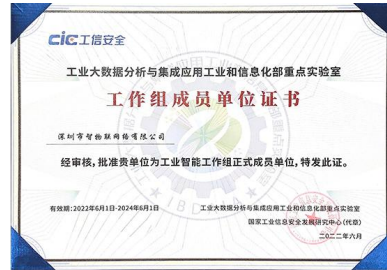 CIC工信安全
工业大数据分析与集成应用工业和信息化部重点实验室
工作组成员单位证书
深圳市智物联网络有限公司
经审核，批准贵单位为工业智能工作组正式成员单位，特发此证。
有效期：2022年6月1日-2024年6月1日
工业大数据分析与集成应用工业和信息化部重点实验室
国家工业信息安全发展研究中心(代章)
二〇二二年六月